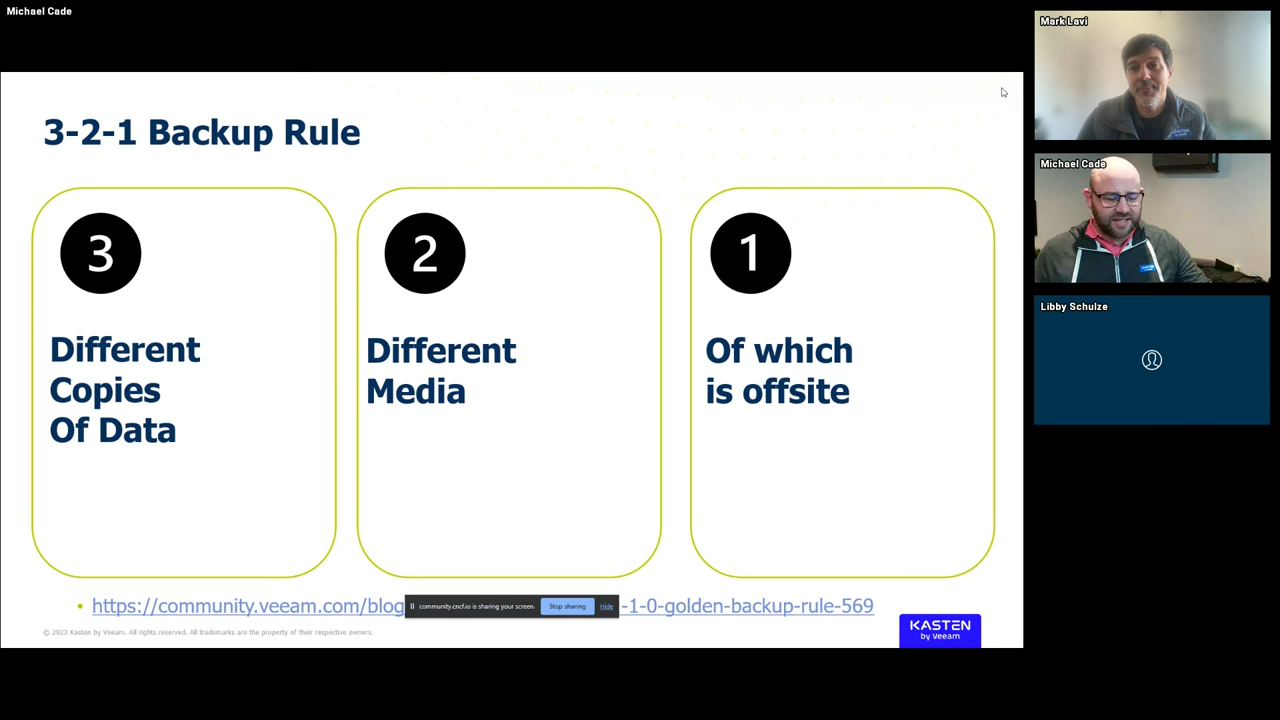 Michael Cade
3-2-1 Backup Rule
3
Different
Copies
Of Data
2
Different
Media
1
Of which
is offsite
• https://community.veeam.com/blog
community.cncf.io is sharing your screen.
Stop sharing
Hide
-1-0-golden-backup-rule-569
© 2023 Kasten by Veeam. All rights reserved. All trademarks are the property of their respective owners.
KASTEN
by Veeam
Mark Lavi
Michael Cade
Libby Schulze